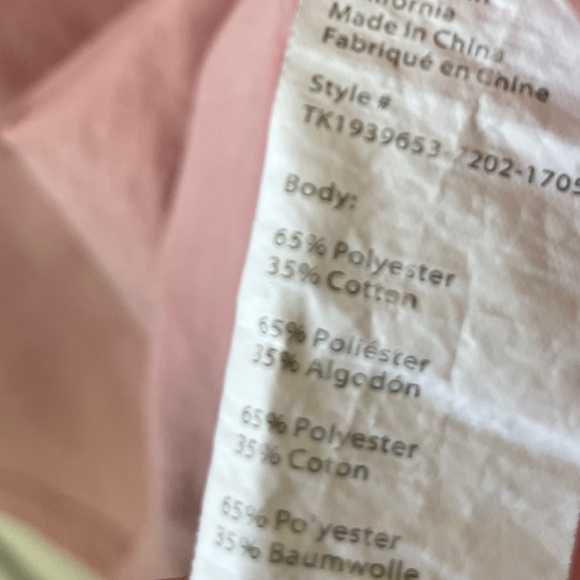 Made in China
Fabriqué en Chine
Style #
TK1939653-7202-1705
Body:
65% Polyester
35% Cotton
65% Poliéster
35% Algodón
65% Polyester
35% Coton
65% Polyester
35% Baumwolle